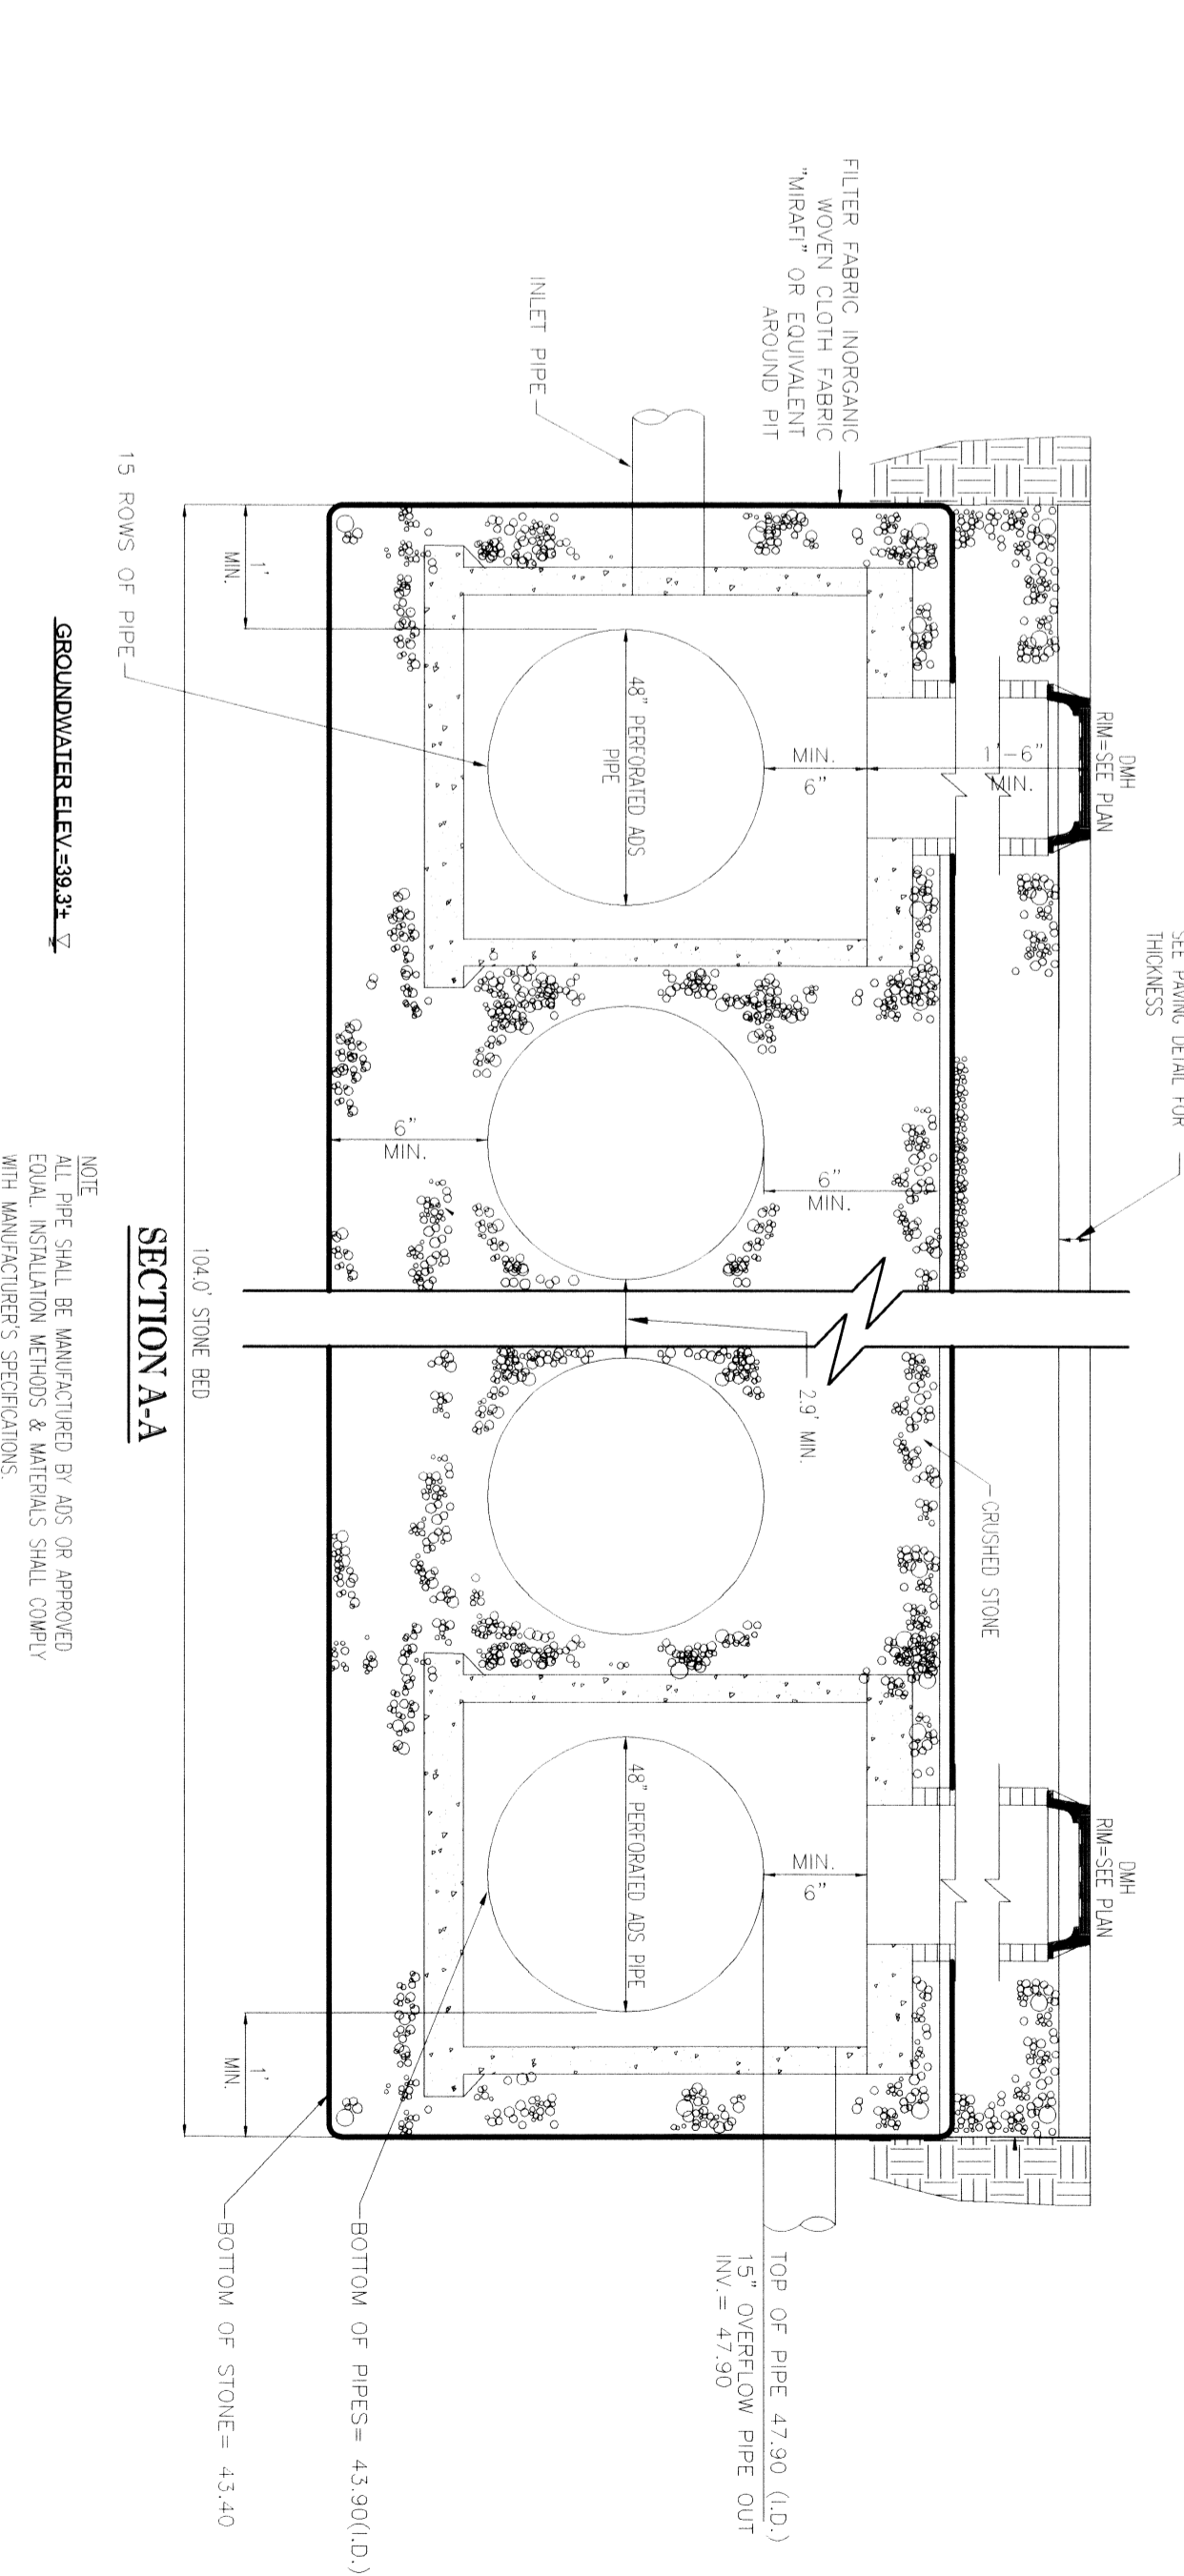 SEE PAVING DETAIL FOR
THICKNESS
DMH
RIM=SEE PLAN
DMH
RIM=SEE PLAN
FILTER FABRIC INORGANIC
WOVEN CLOTH FABRIC
"MIRAFI" OR EQUIVALENT
AROUND PIT
1'-6"
MIN.
MIN.
6"
CRUSHED STONE
MIN.
6"
INLET PIPE
48" PERFORATED ADS
PIPE
6"
MIN.
6"
MIN.
2.9' MIN.
48" PERFORATED ADS PIPE
TOP OF PIPE 47.90 (I.D.)
15" OVERFLOW PIPE OUT
INV.= 47.90
1'
MIN.
1'
MIN.
BOTTOM OF PIPES= 43.90(I.D.)
BOTTOM OF STONE= 43.40
104.0' STONE BED
15 ROWS OF PIPE
SECTION A-A
GROUNDWATER ELEV.=39.3'±
NOTE
ALL PIPE SHALL BE MANUFACTURED BY ADS OR APPROVED
EQUAL. INSTALLATION METHODS & MATERIALS SHALL COMPLY
WITH MANUFACTURER'S SPECIFICATIONS.